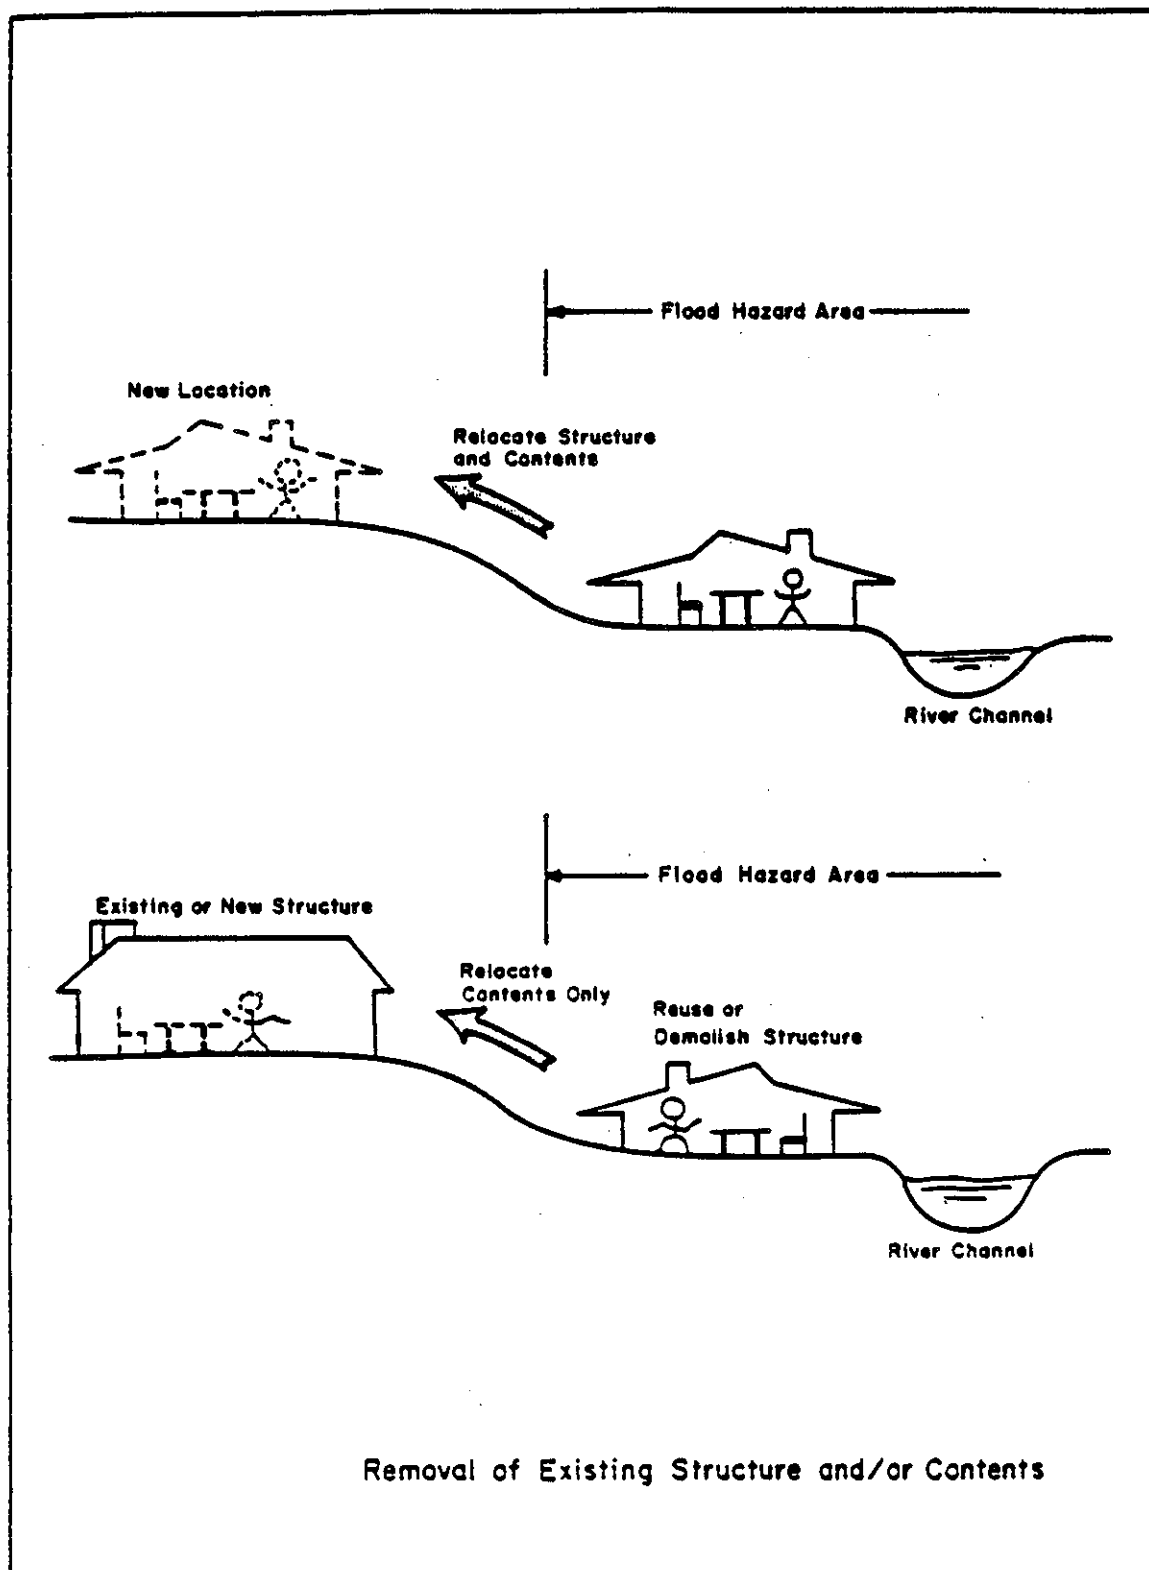 Flood Hazard Area
New Location
Relocate Structure
and Contents
River Channel
Flood Hazard Area
Existing or New Structure
Relocate
Contents Only
Reuse or
Demolish Structure
River Channel
Removal of Existing Structure and/or Contents